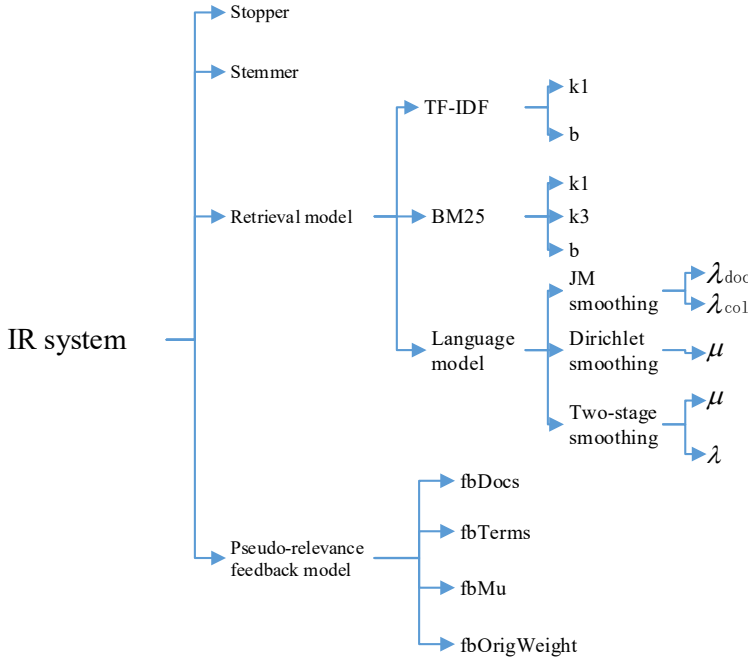 IR system
Stopper
Stemmer
Retrieval model
TF-IDF
k1
b
BM25
k1
k3
b
Language
model
JM
smoothing
λdoc
λcol
Dirichlet
smoothing
μ
Two-stage
smoothing
μ
λ
Pseudo-relevance
feedback model
fbDocs
fbTerms
fbMu
fbOrigWeight